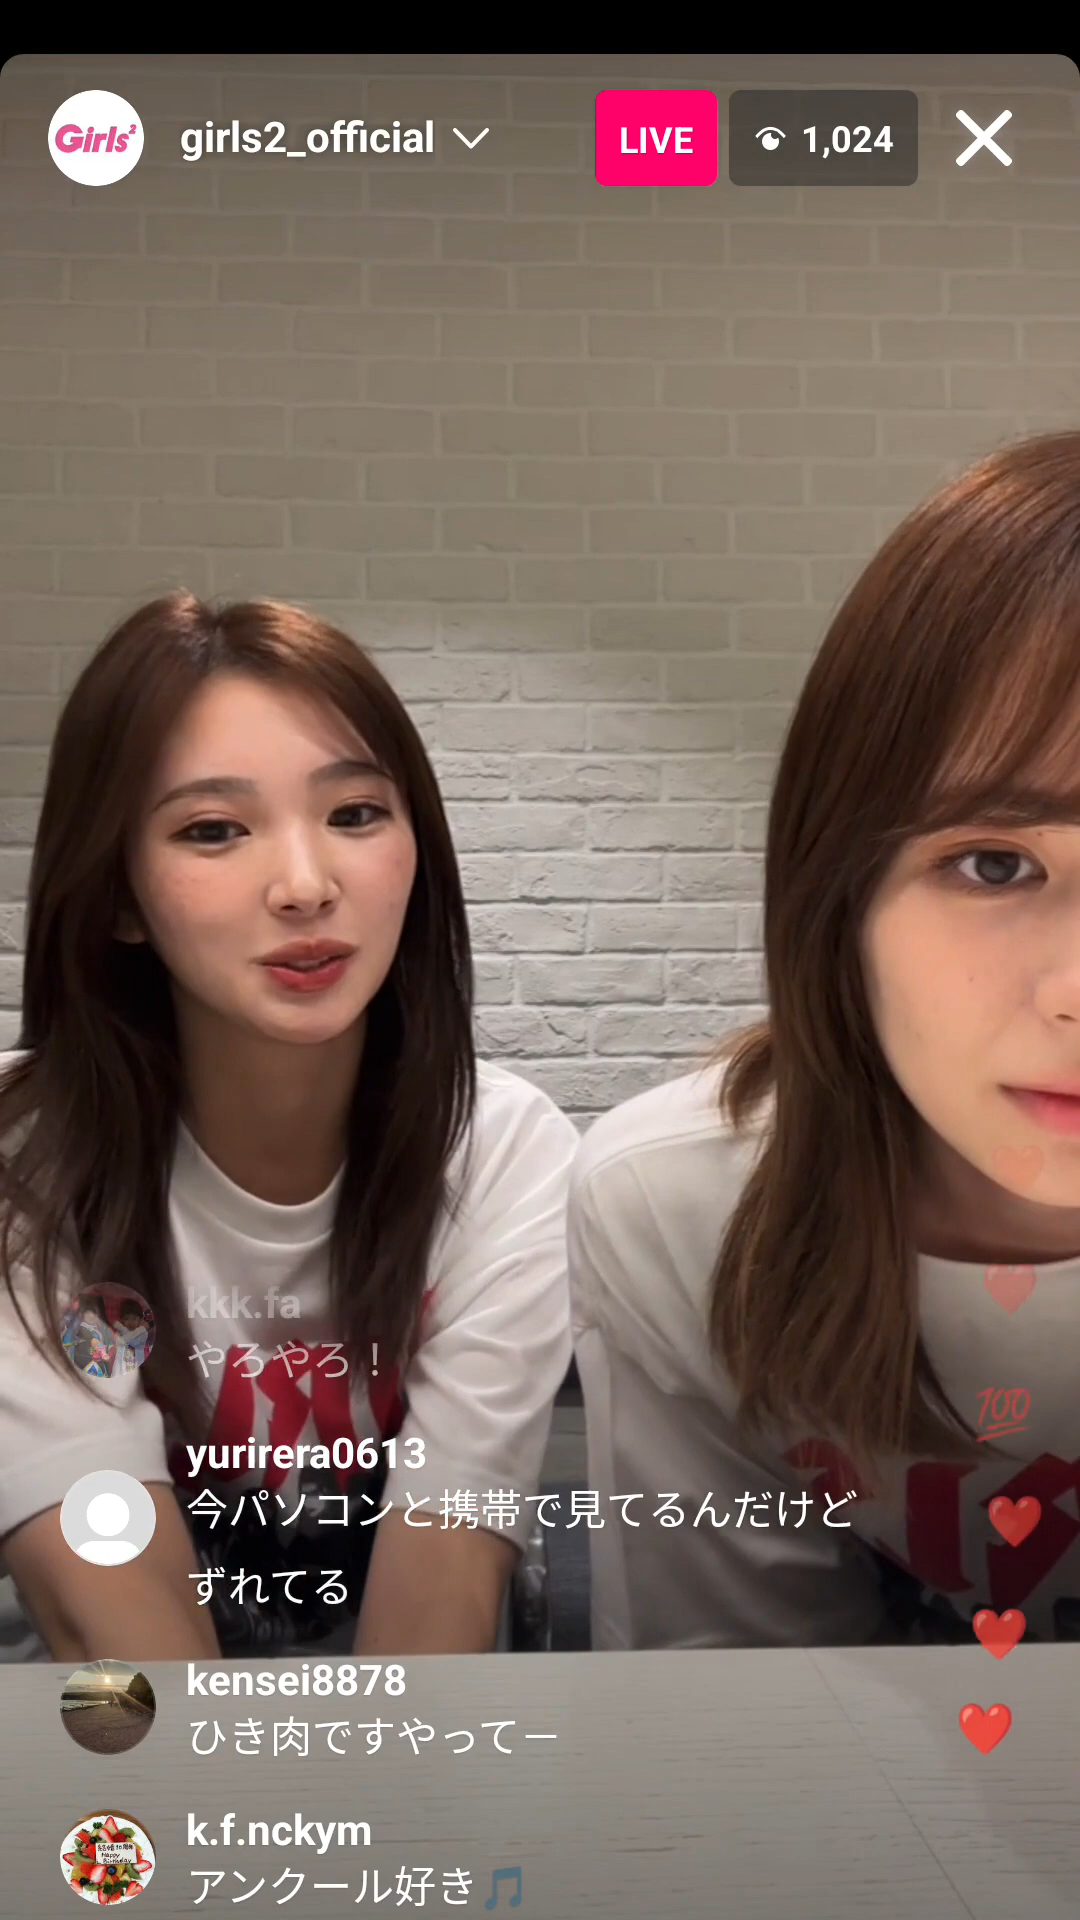 Girls²
girls2_official
LIVE
1,024
kkk.fa
やろやろ！
yurirera0613
今パソコンと携帯で見てるんだけど
ずれてる
kensei8878
ひき肉ですやってー
k.f.nckym
アンクール好き🎵